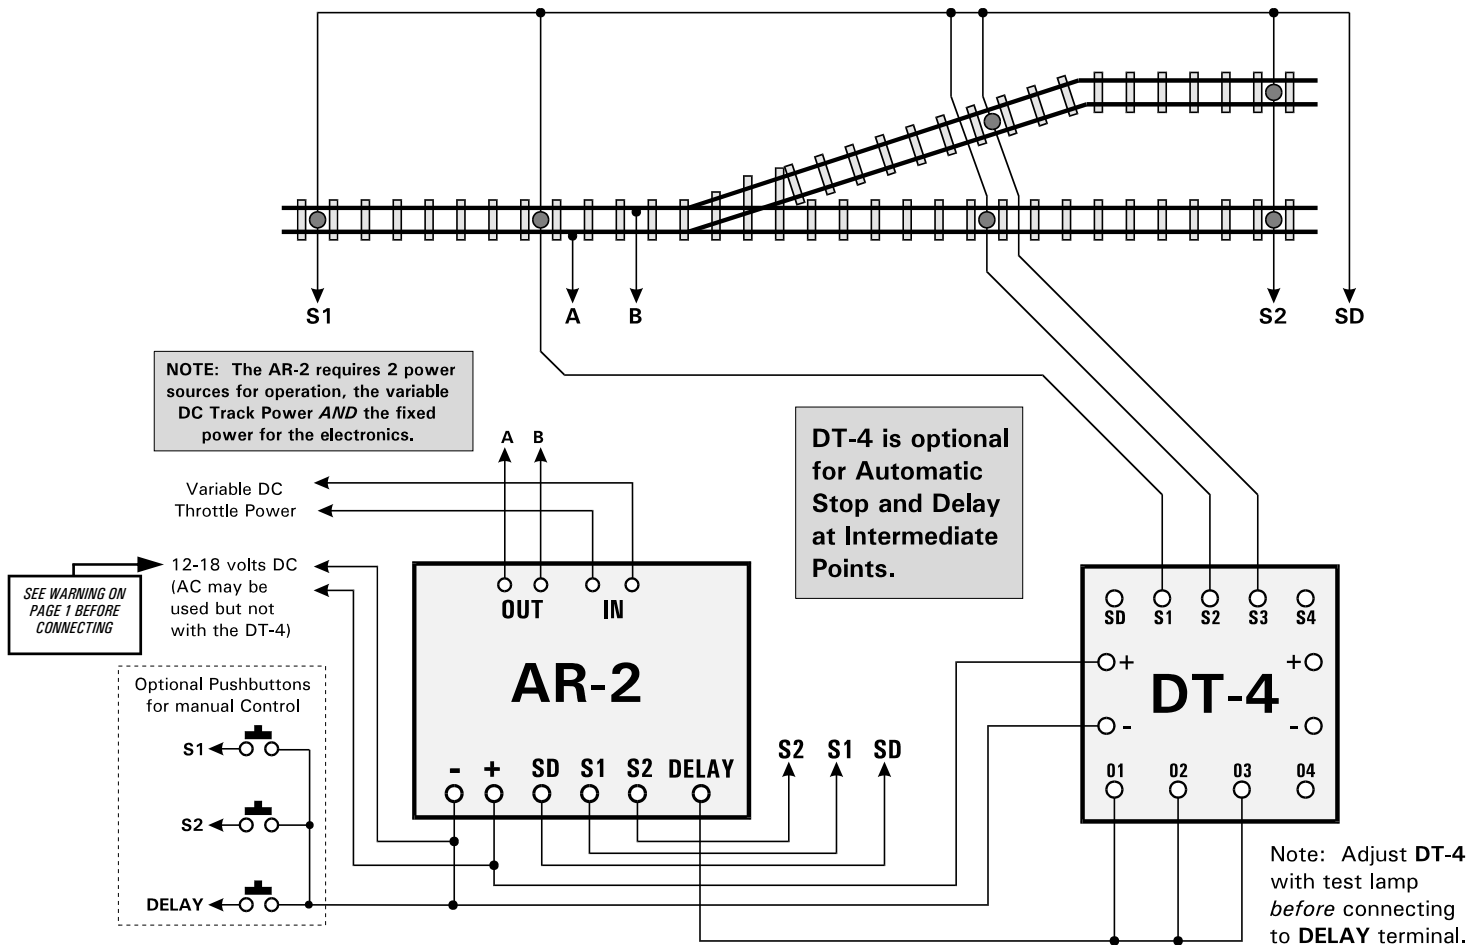 S1
A
B
S2
SD
NOTE: The AR-2 requires 2 power
sources for operation, the variable
DC Track Power AND the fixed
power for the electronics.
A
B
Variable DC
Throttle Power
12-18 volts DC
(AC may be
used but not
with the DT-4)
SEE WARNING ON
PAGE 1 BEFORE
CONNECTING
DT-4 is optional
for Automatic
Stop and Delay
at Intermediate
Points.
OUT
IN
AR-2
- + SD S1 S2 DELAY
S2 S1 SD
Optional Pushbuttons
for manual Control
S1
S2
DELAY
SD S1 S2 S3 S4
+ +
DT-4
- -
01 02 03 04
Note: Adjust DT-4
with test lamp
before connecting
to DELAY terminal.